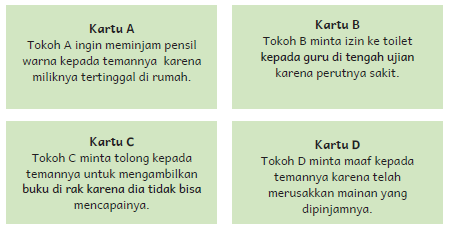 Kartu A
Tokoh A ingin meminjam pensil
warna kepada temannya karena
miliknya tertinggal di rumah.
Kartu B
Tokoh B minta izin ke toilet
kepada guru di tengah ujian
karena perutnya sakit.
Kartu C
Tokoh C minta tolong kepada
temannya untuk mengambilkan
buku di rak karena dia tidak bisa
mencapainya.
Kartu D
Tokoh D minta maaf kepada
temannya karena telah
merusakkan mainan yang
dipinjamnya.